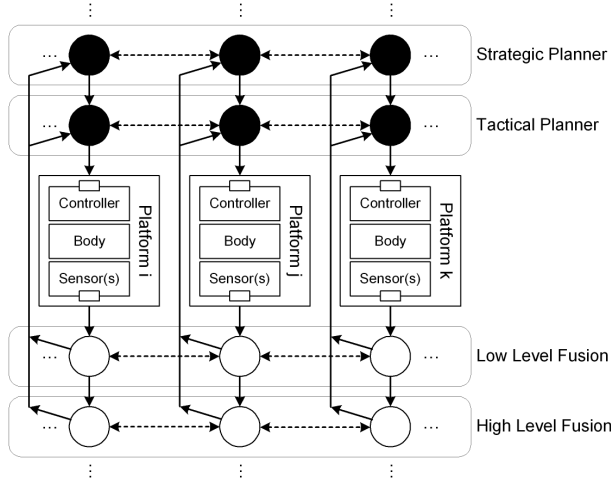 ⋮ ⋮ ⋮
... ... Strategic Planner
... ... Tactical Planner
Controller Controller Controller
Body Body Body
Sensor(s) Sensor(s) Sensor(s)
Platform i
Platform j
Platform k
... ... Low Level Fusion
... ... High Level Fusion
⋮ ⋮ ⋮